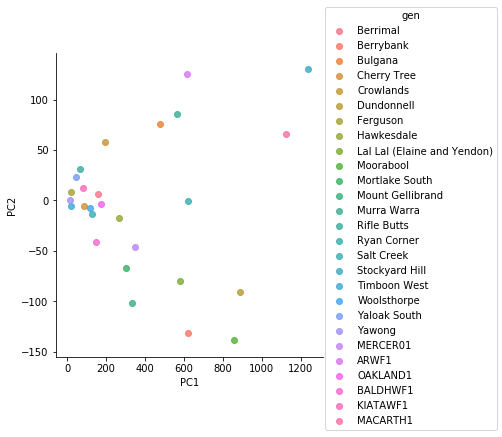 gen
Berrimal
Berrybank
Bulgana
Cherry Tree
Crowlands
Dundonnell
Ferguson
Hawkesdale
Lal Lal (Elaine and Yendon)
Moorabool
Mortlake South
Mount Gellibrand
Murra Warra
Rifle Butts
Ryan Corner
Salt Creek
Stockyard Hill
Timboon West
Woolsthorpe
Yaloak South
Yawong
MERCER01
ARWF1
OAKLAND1
BALDHWF1
KIATAWF1
MACARTH1
100
50
0
−50
−100
−150
PC2
0 200 400 600 800 1000 1200
PC1